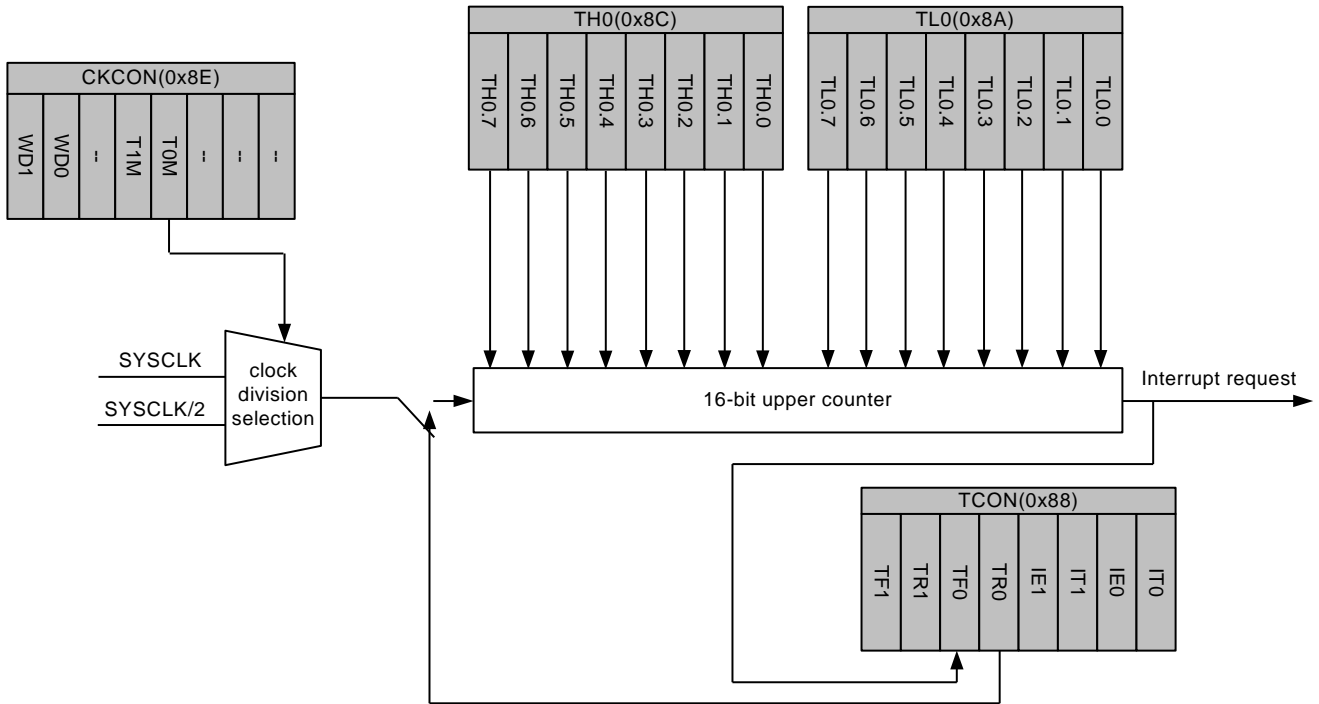 TH0(0x8C)
TH0.7
TH0.6
TH0.5
TH0.4
TH0.3
TH0.2
TH0.1
TH0.0
TL0(0x8A)
TL0.7
TL0.6
TL0.5
TL0.4
TL0.3
TL0.2
TL0.1
TL0.0
CKCON(0x8E)
WD1
WD0
--
T1M
T0M
--
--
--
SYSCLK
SYSCLK/2
clock
division
selection
16-bit upper counter
Interrupt request
TCON(0x88)
TF1
TR1
TF0
TR0
IE1
IT1
IE0
IT0